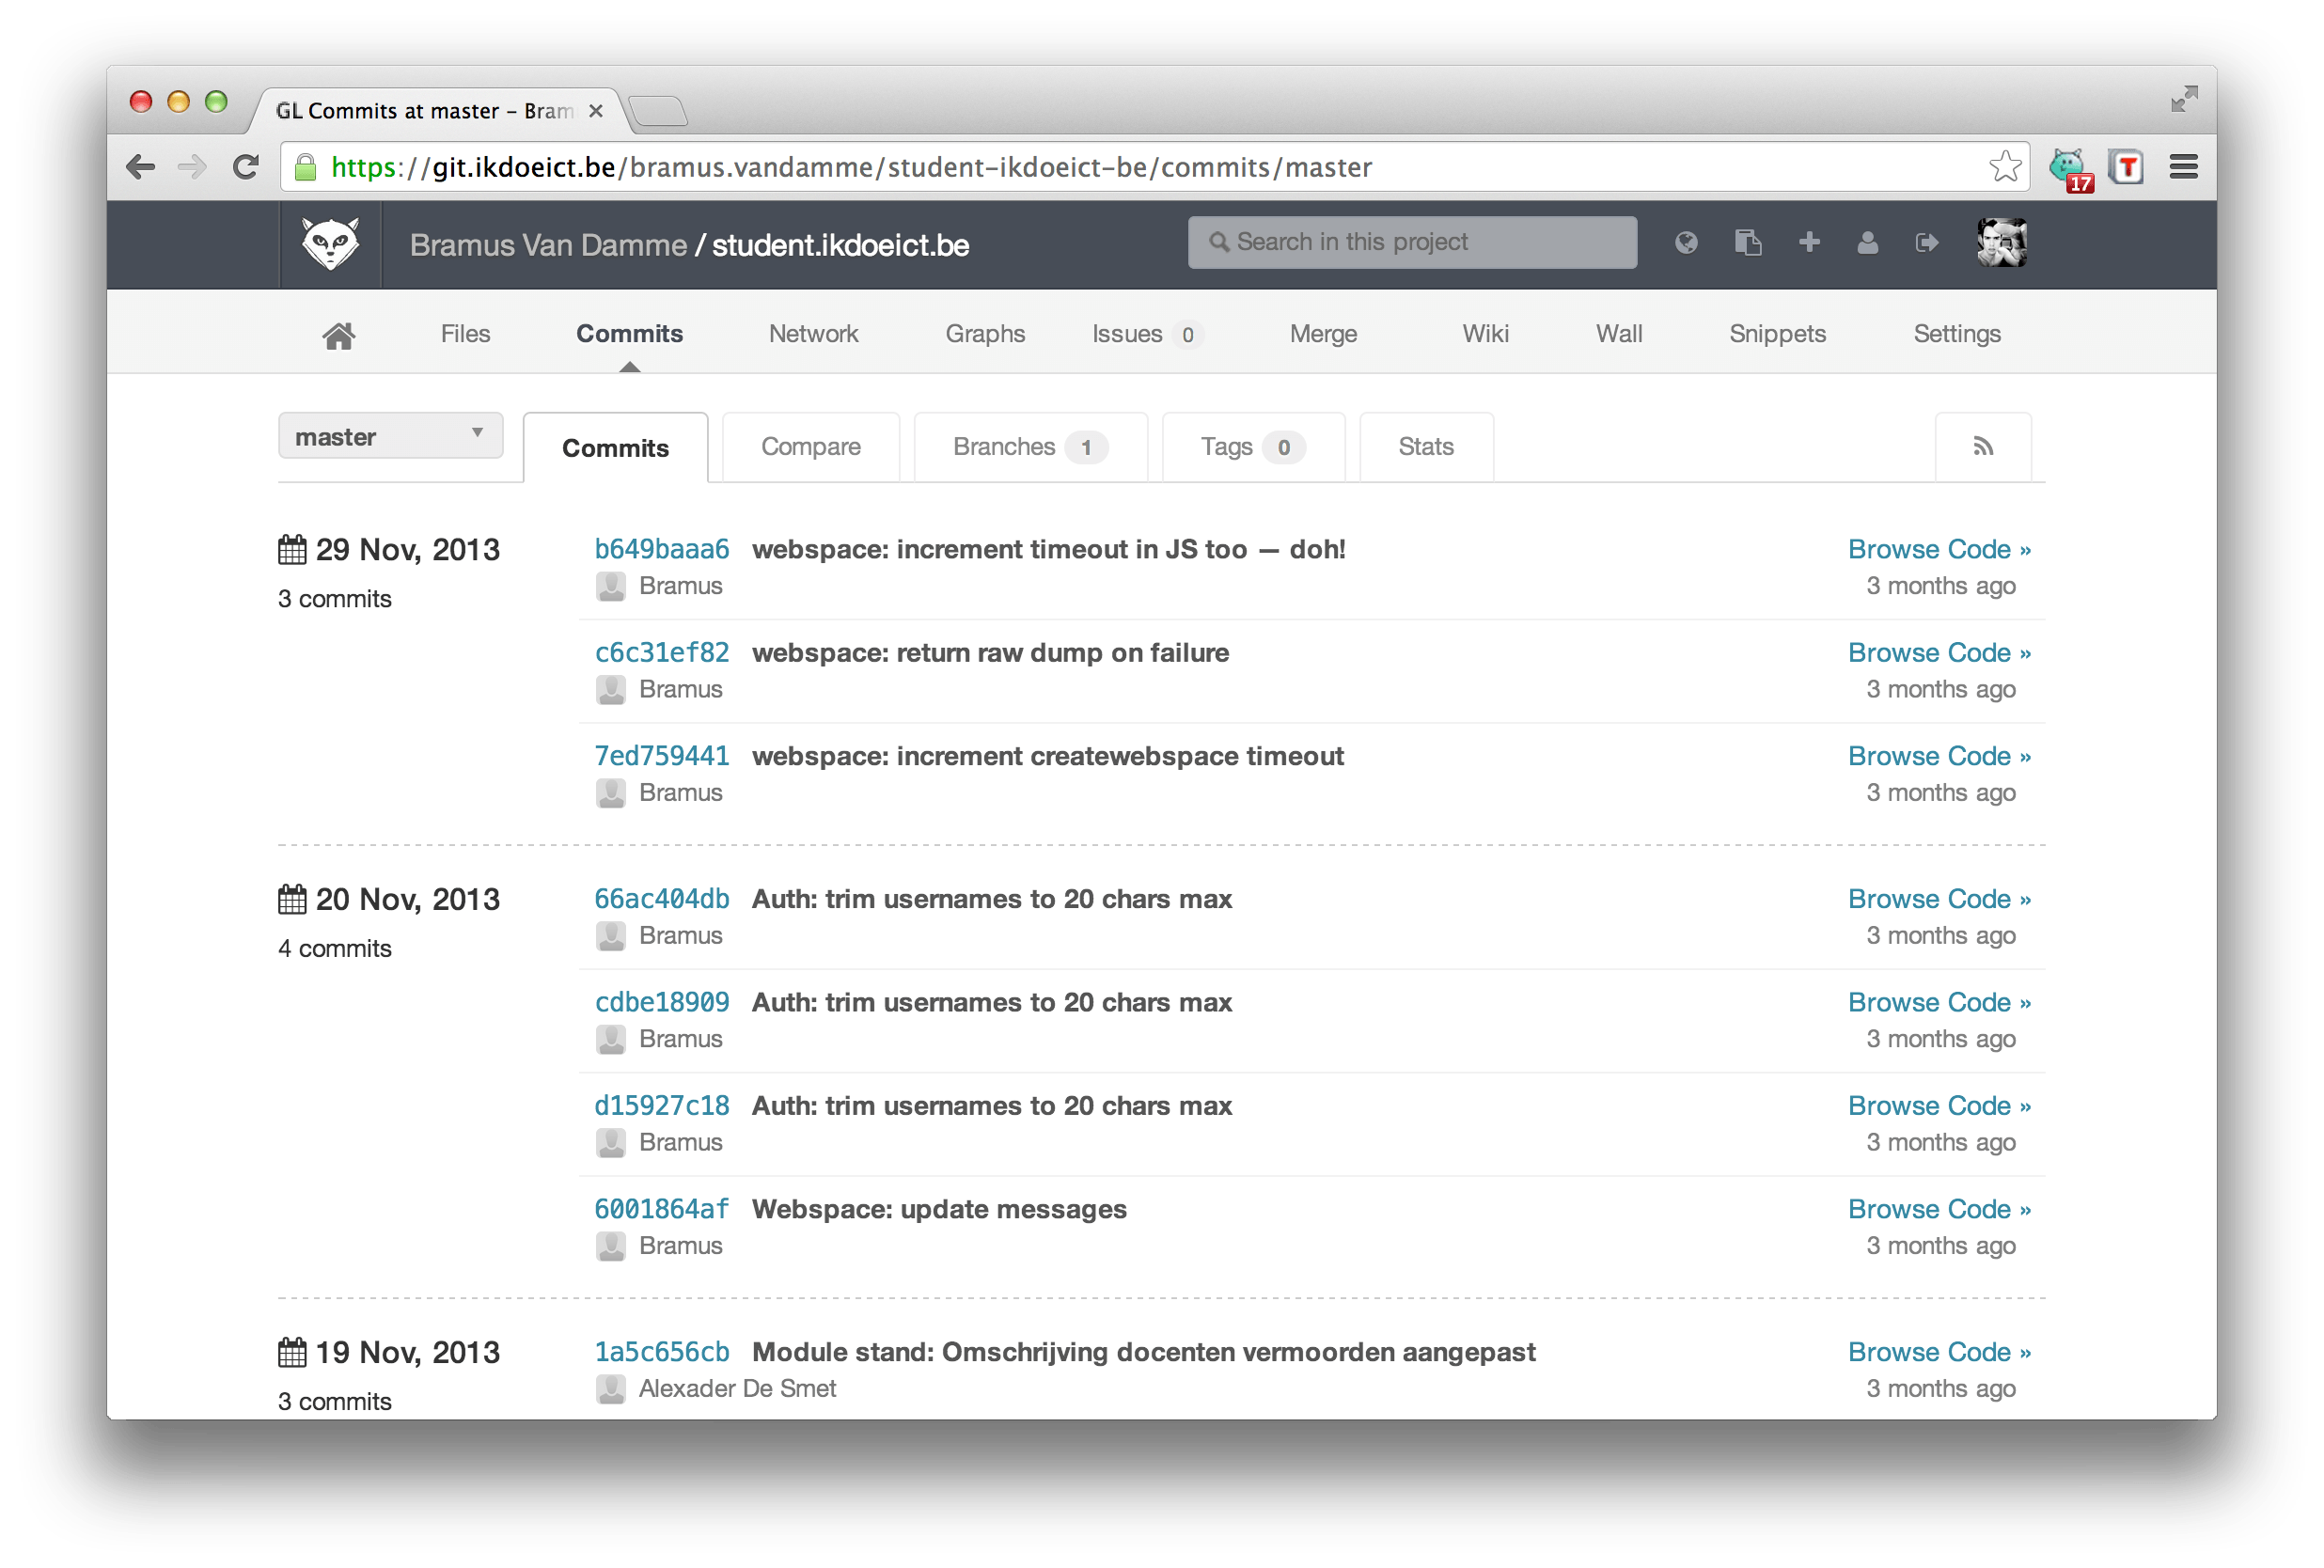 GL Commits at master – Bram
https://git.ikdoeict.be/bramus.vandamme/student-ikdoeict-be/commits/master
17
T
Bramus Van Damme / student.ikdoeict.be
Search in this project
Files Commits Network Graphs Issues 0 Merge Wiki Wall Snippets Settings
master Commits Compare Branches 1 Tags 0 Stats
29 Nov, 2013
3 commits
b649baaa6 webspace: increment timeout in JS too — doh! Browse Code »
Bramus 3 months ago
c6c31ef82 webspace: return raw dump on failure Browse Code »
Bramus 3 months ago
7ed759441 webspace: increment createwebspace timeout Browse Code »
Bramus 3 months ago
20 Nov, 2013
4 commits
66ac404db Auth: trim usernames to 20 chars max Browse Code »
Bramus 3 months ago
cdbe18909 Auth: trim usernames to 20 chars max Browse Code »
Bramus 3 months ago
d15927c18 Auth: trim usernames to 20 chars max Browse Code »
Bramus 3 months ago
6001864af Webspace: update messages Browse Code »
Bramus 3 months ago
19 Nov, 2013
3 commits
1a5c656cb Module stand: Omschrijving docenten vermoorden aangepast Browse Code »
Alexader De Smet 3 months ago